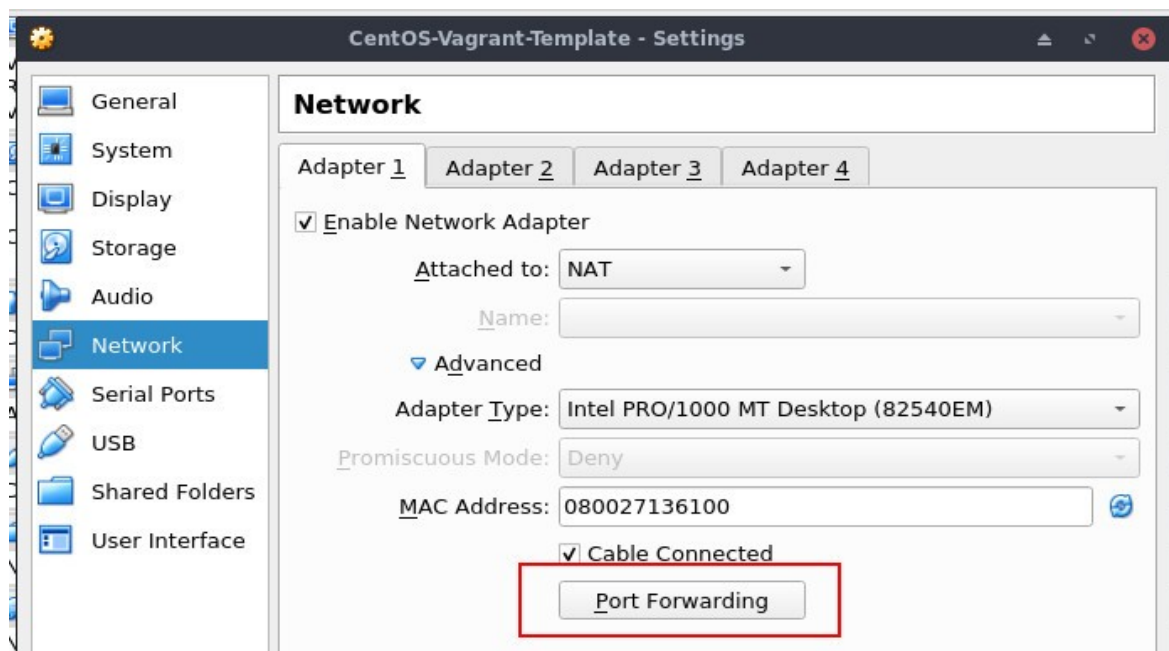 CentOS-Vagrant-Template - Settings
General
System
Display
Storage
Audio
Network
Serial Ports
USB
Shared Folders
User Interface
Network
Adapter 1 Adapter 2 Adapter 3 Adapter 4
Enable Network Adapter
Attached to: NAT
Name:
Advanced
Adapter Type: Intel PRO/1000 MT Desktop (82540EM)
Promiscuous Mode: Deny
MAC Address: 080027136100
Cable Connected
Port Forwarding